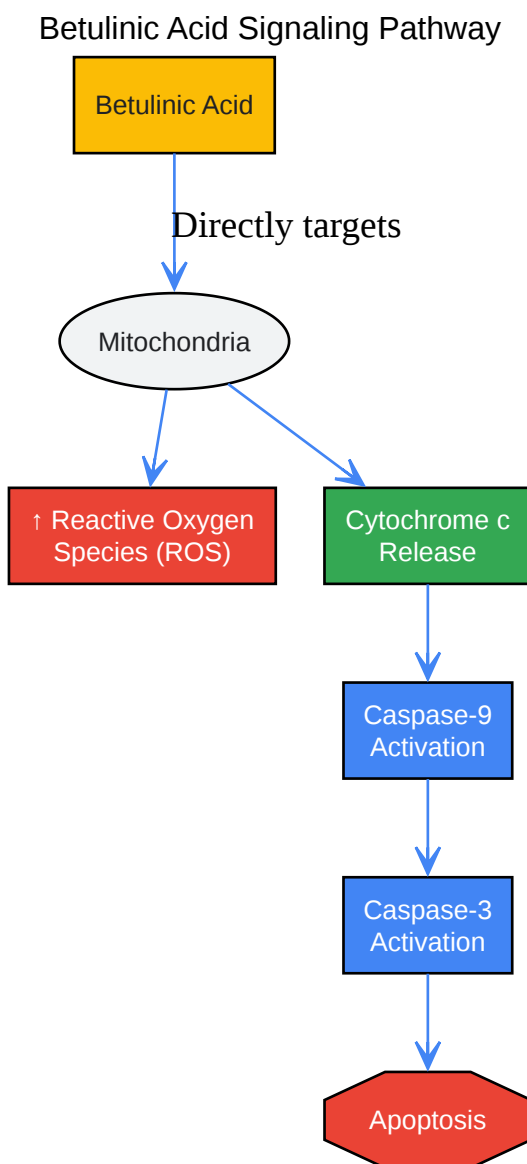 Betulinic Acid Signaling Pathway
Betulinic Acid
Directly targets
Mitochondria
↑ Reactive Oxygen
Species (ROS)
Cytochrome c
Release
Caspase-9
Activation
Caspase-3
Activation
Apoptosis